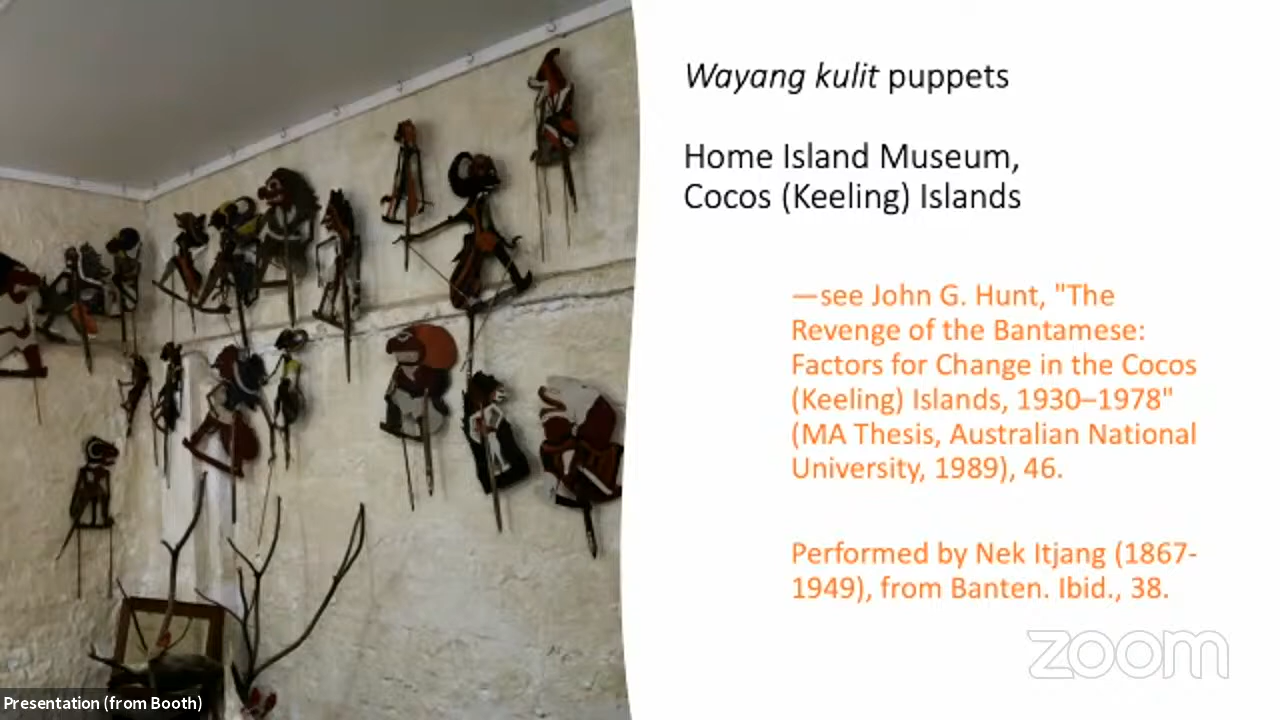 Wayang kulit puppets
Home Island Museum,
Cocos (Keeling) Islands
—see John G. Hunt, "The
Revenge of the Bantamese:
Factors for Change in the Cocos
(Keeling) Islands, 1930–1978"
(MA Thesis, Australian National
University, 1989), 46.
Performed by Nek Itjang (1867-
1949), from Banten. Ibid., 38.
zoom
Presentation (from Booth)